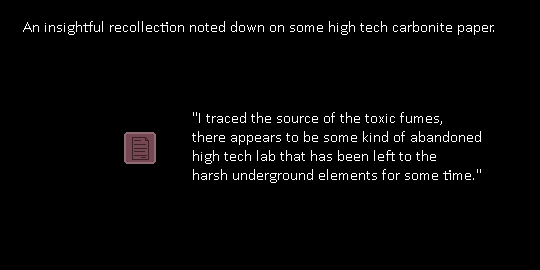 An insightful recollection noted down on some high tech carbonite paper.
"I traced the source of the toxic fumes,
there appears to be some kind of abandoned
high tech lab that has been left to the
harsh underground elements for some time."